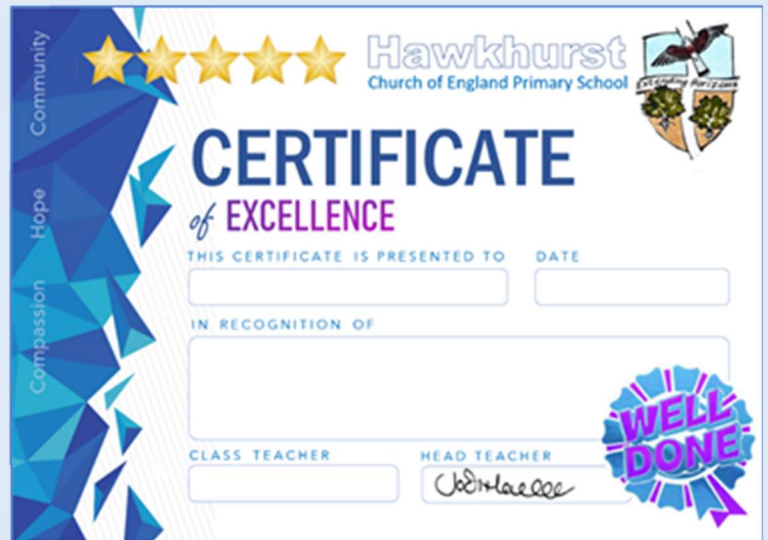 Community
Hope
Compassion
Hawkhurst
Church of England Primary School
Extending Horizons
CERTIFICATE
of EXCELLENCE
THIS CERTIFICATE IS PRESENTED TO
DATE
IN RECOGNITION OF
CLASS TEACHER
HEAD TEACHER
WELL
DONE